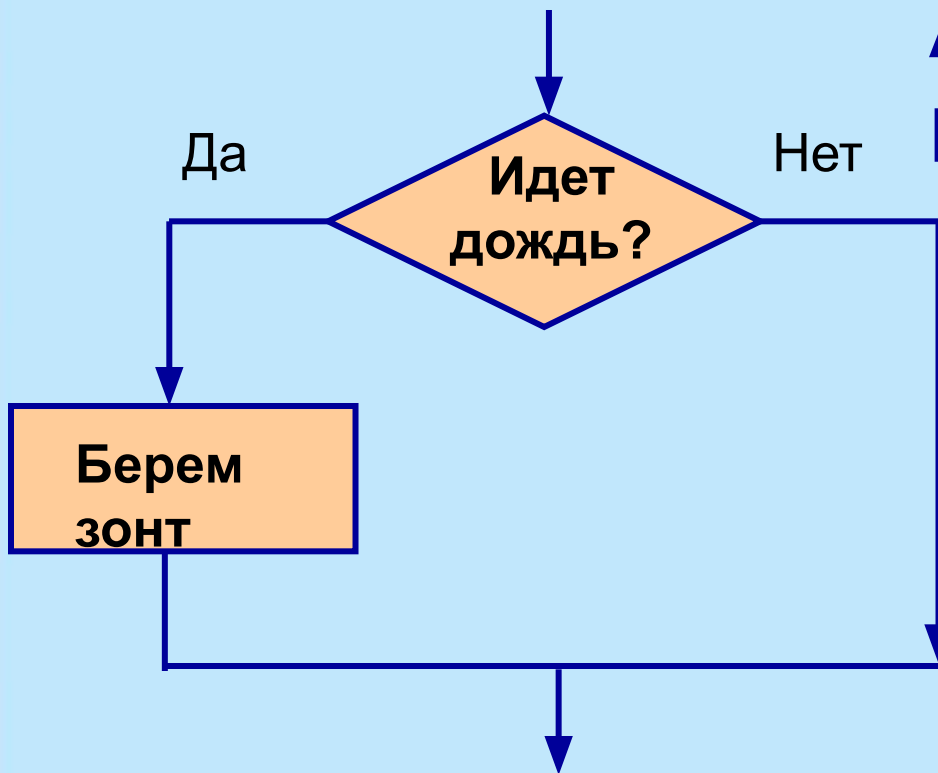 Да
Идет
дождь?
Нет
Берем
зонт